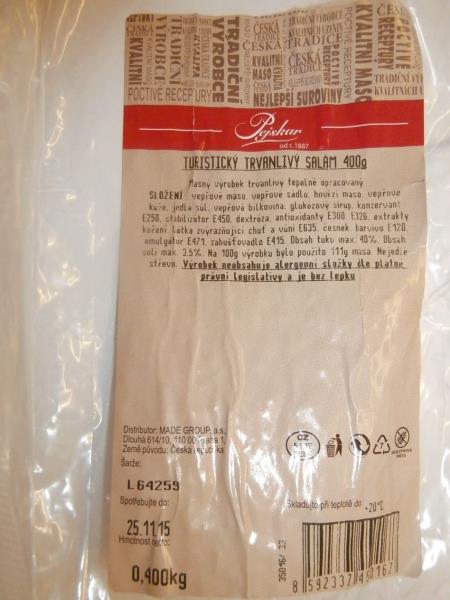 TRADIČNÍ VÝROBCE
KVALITNÍ MASO
POCTIVÉ RECEPTURY
NEJLEPŠÍ SUROVINY
Pejskar
od r. 1887
TURISTICKÝ TRVANLIVÝ SALÁM 400g
Masný výrobek trvanlivý tepelně opracovaný
SLOŽENÍ: vepřové maso, vepřové sádlo, hovězí maso, vepřové
kůže, jedlá sůl, vepřová bílkovina, glukózový sirup, konzervant
E250, stabilizátor E450, dextróza, antioxidanty E300, E326, extrakty
koření, látka zvýrazňující chuť a vůni E635, česnek, barvivo E120,
emulgátor E471, zahušťovadlo E415. Obsah tuku max. 40%. Obsah
soli max. 3,5%. Na 100g výrobku bylo použito 111g masa. Nejedlé
střevo. Výrobek neobsahuje alergenní složky dle platné
právní legislativy a je bez lepku
Distributor: MADE GROUP, a.s.
Dlouhá 614/10, 110 00 Praha 1,
Země původu: Česká republika
Šarže:
L64259
Spotřebujte do:
25.11.15
Hmotnost netto:
0,400kg
CZ
Skladujte při teplotě do: +20°C
35016/ 33
8 592337 450167